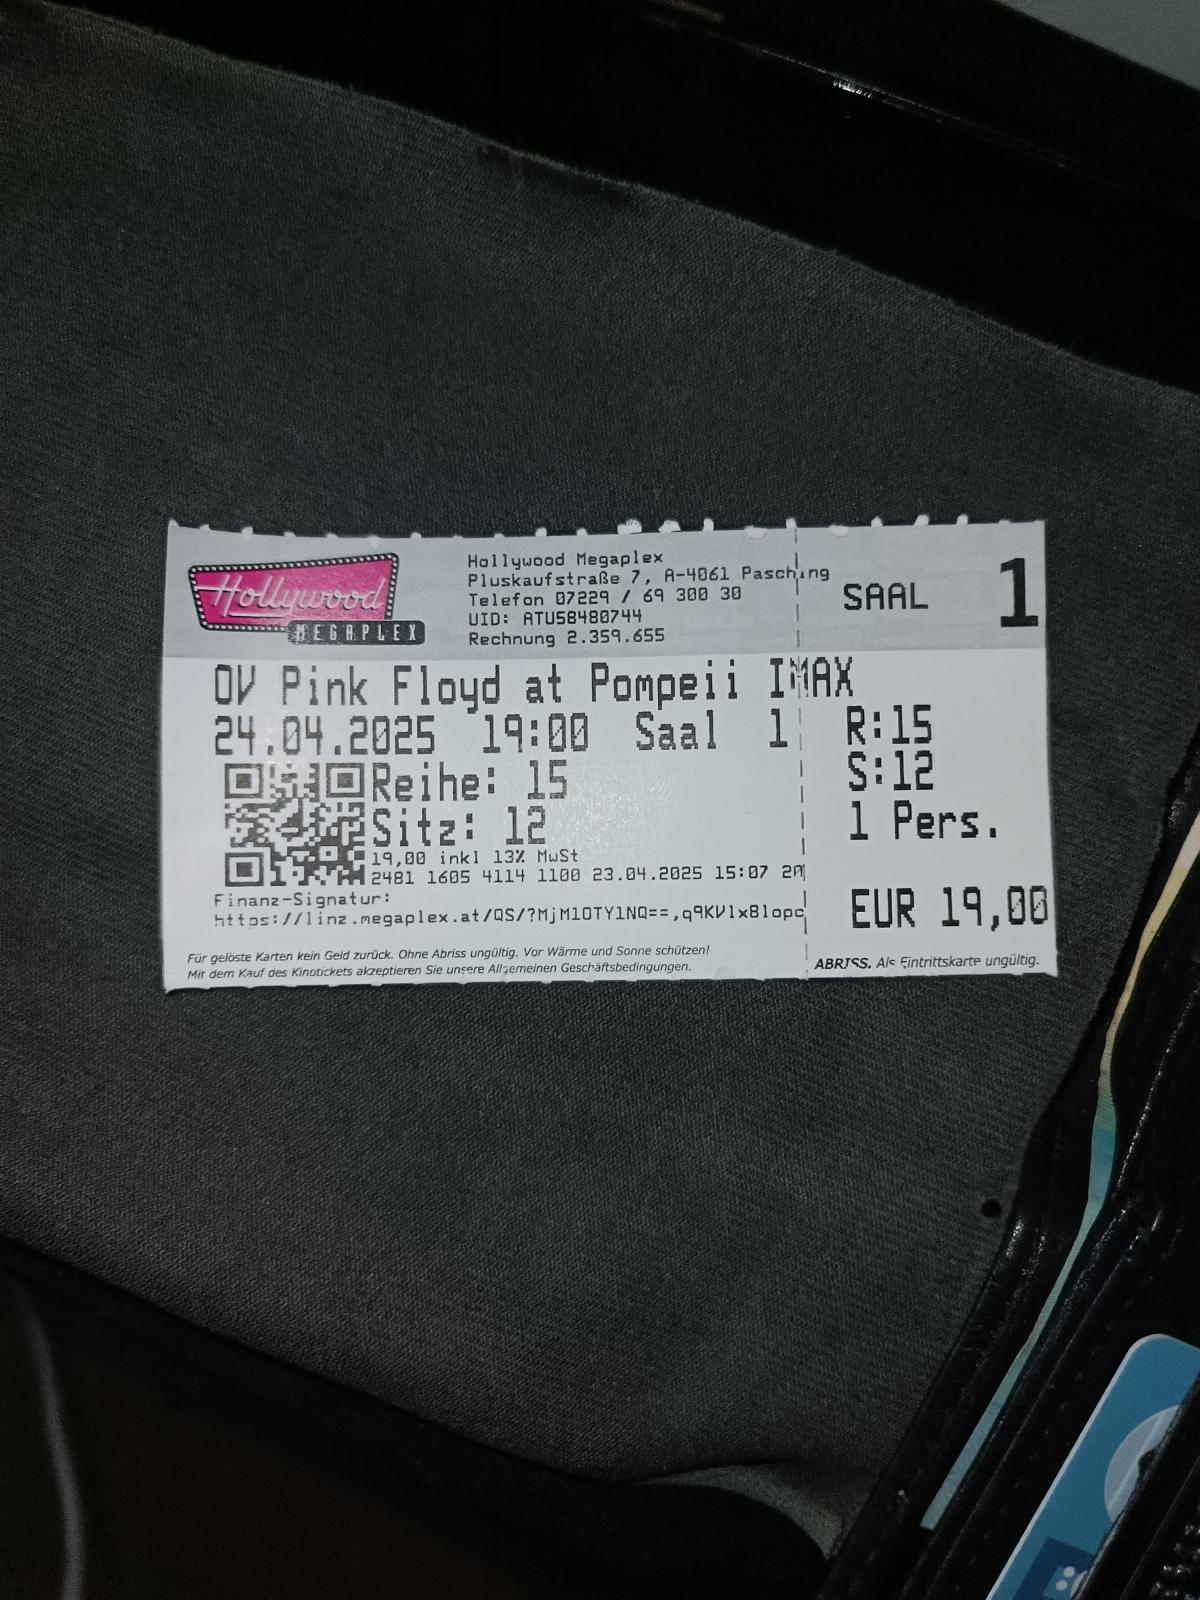 Hollywood
MEGAPLEX
Hollywood Megaplex
Pluskaufstraße 7, A-4061 Pasching
Telefon 07229 / 69 300 30
UID: ATU58480744
Rechnung 2.359.655
SAAL 1
OV Pink Floyd at Pompeii IMAX
24.04.2025 19:00 Saal 1
R:15
Reihe: 15
S:12
Sitz: 12
1 Pers.
19,00 inkl 13% MwSt
2481 1605 4114 1100 23.04.2025 15:07
Finanz-Signatur:
https://linz.megaplex.at/QS/?MjM1OTY1NQ==,q9KVlxBlopc
EUR 19,00
Für gelöste Karten kein Geld zurück. Ohne Abriss ungültig. Vor Wärme und Sonne schützen!
Mit dem Kauf des Kinotickets akzeptieren Sie unsere Allgemeinen Geschäftsbedingungen.
ABRISS. Als Eintrittskarte ungültig.